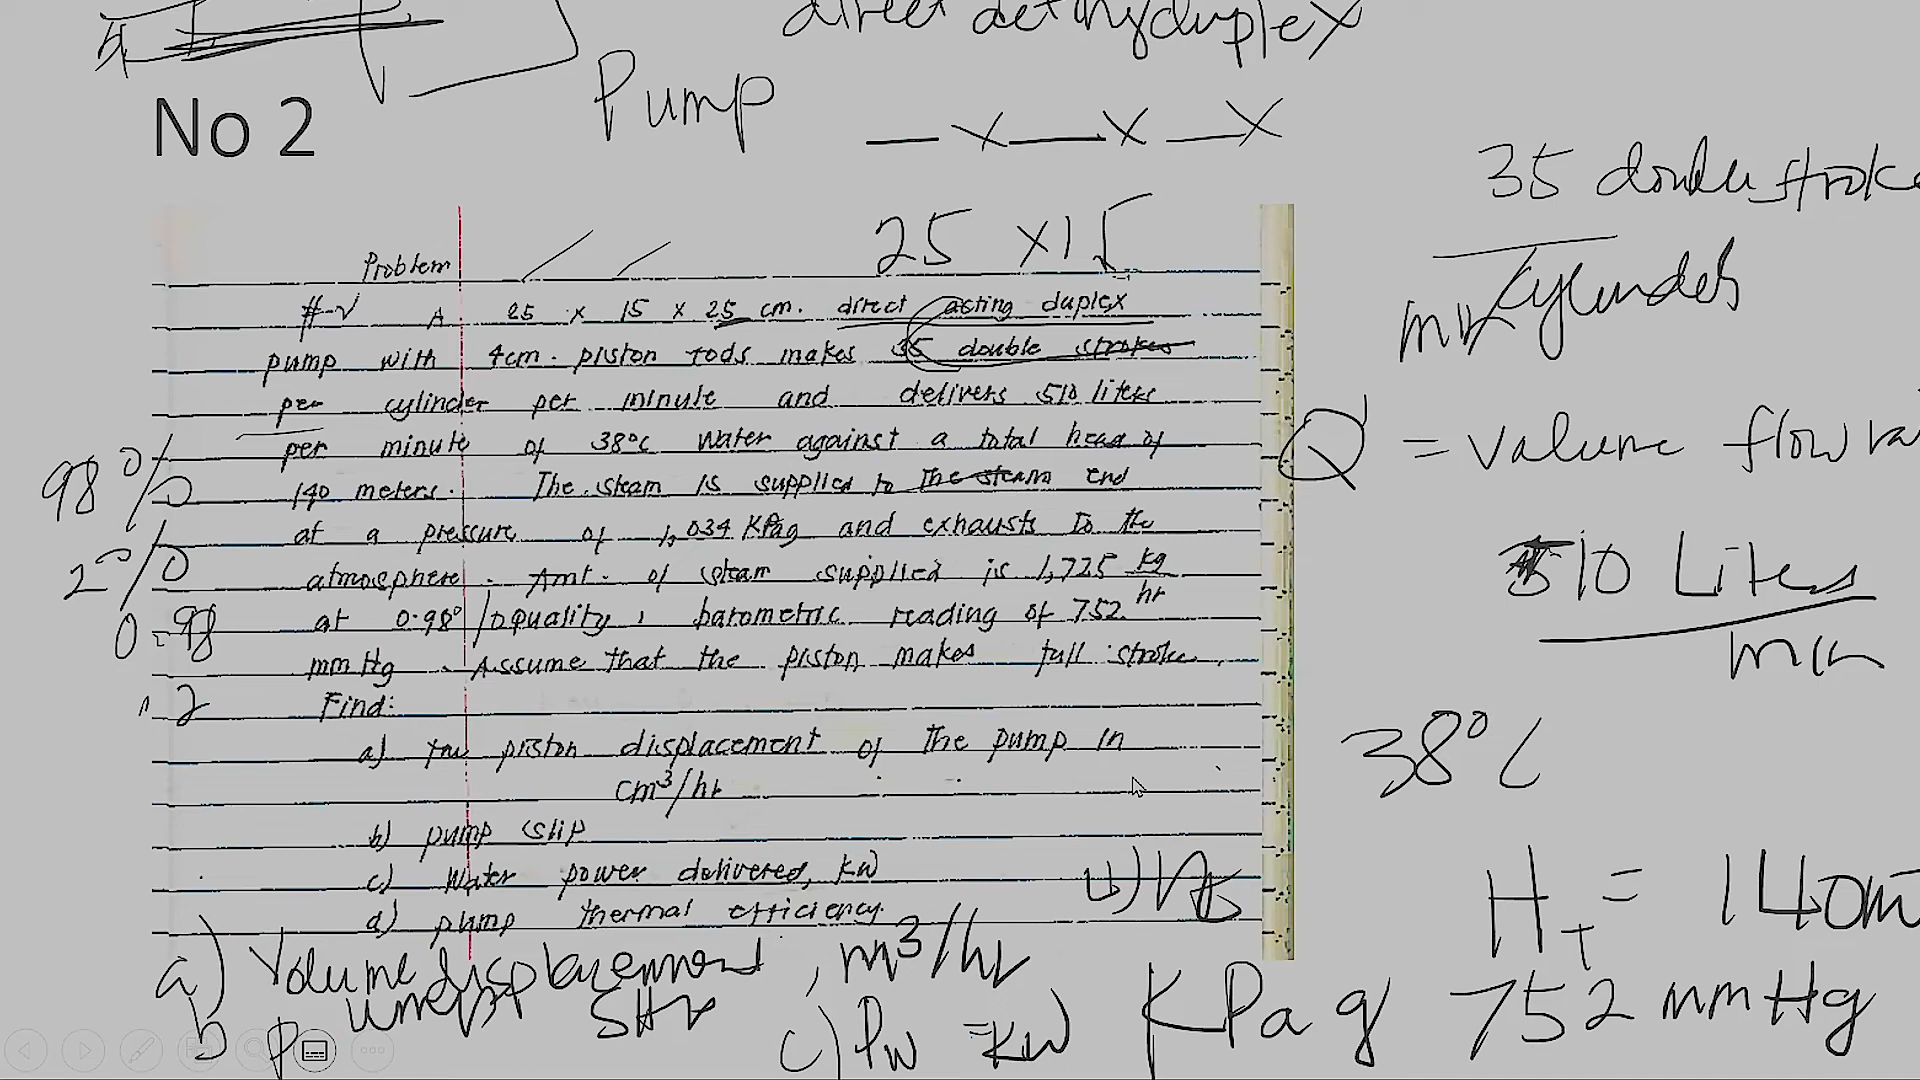 direct acting duplex
Pump
No 2
35 double stroke
25 x 15
cylinder
min
Problem
#2 A 25 x 15 x 25 cm. direct acting duplex
pump with 4cm. piston rods makes 35 double strokes
per cylinder per minute and delivers 510 liters
per minute of 38°C water against a total head of
140 meters. The steam is supplied to the steam end
at a pressure of 1,034 KPag and exhausts to the
atmosphere. Amt. of steam supplied is 1,725 kg/hr
at 0.98% quality, barometric reading of 752
mm Hg. Assume that the piston makes full stroke.
Find:
a) the piston displacement of the pump in
cm³/hr
b) pump slip
c) Water power delivered, kW
d) pump thermal efficiency.
98%
2%
0.98
Q = volume flow ra
510 Liters
min
38°C
HT = 140m
a) Volume displacement, m³/hr
b
c) Pw = kW
KPag
752 mmHg